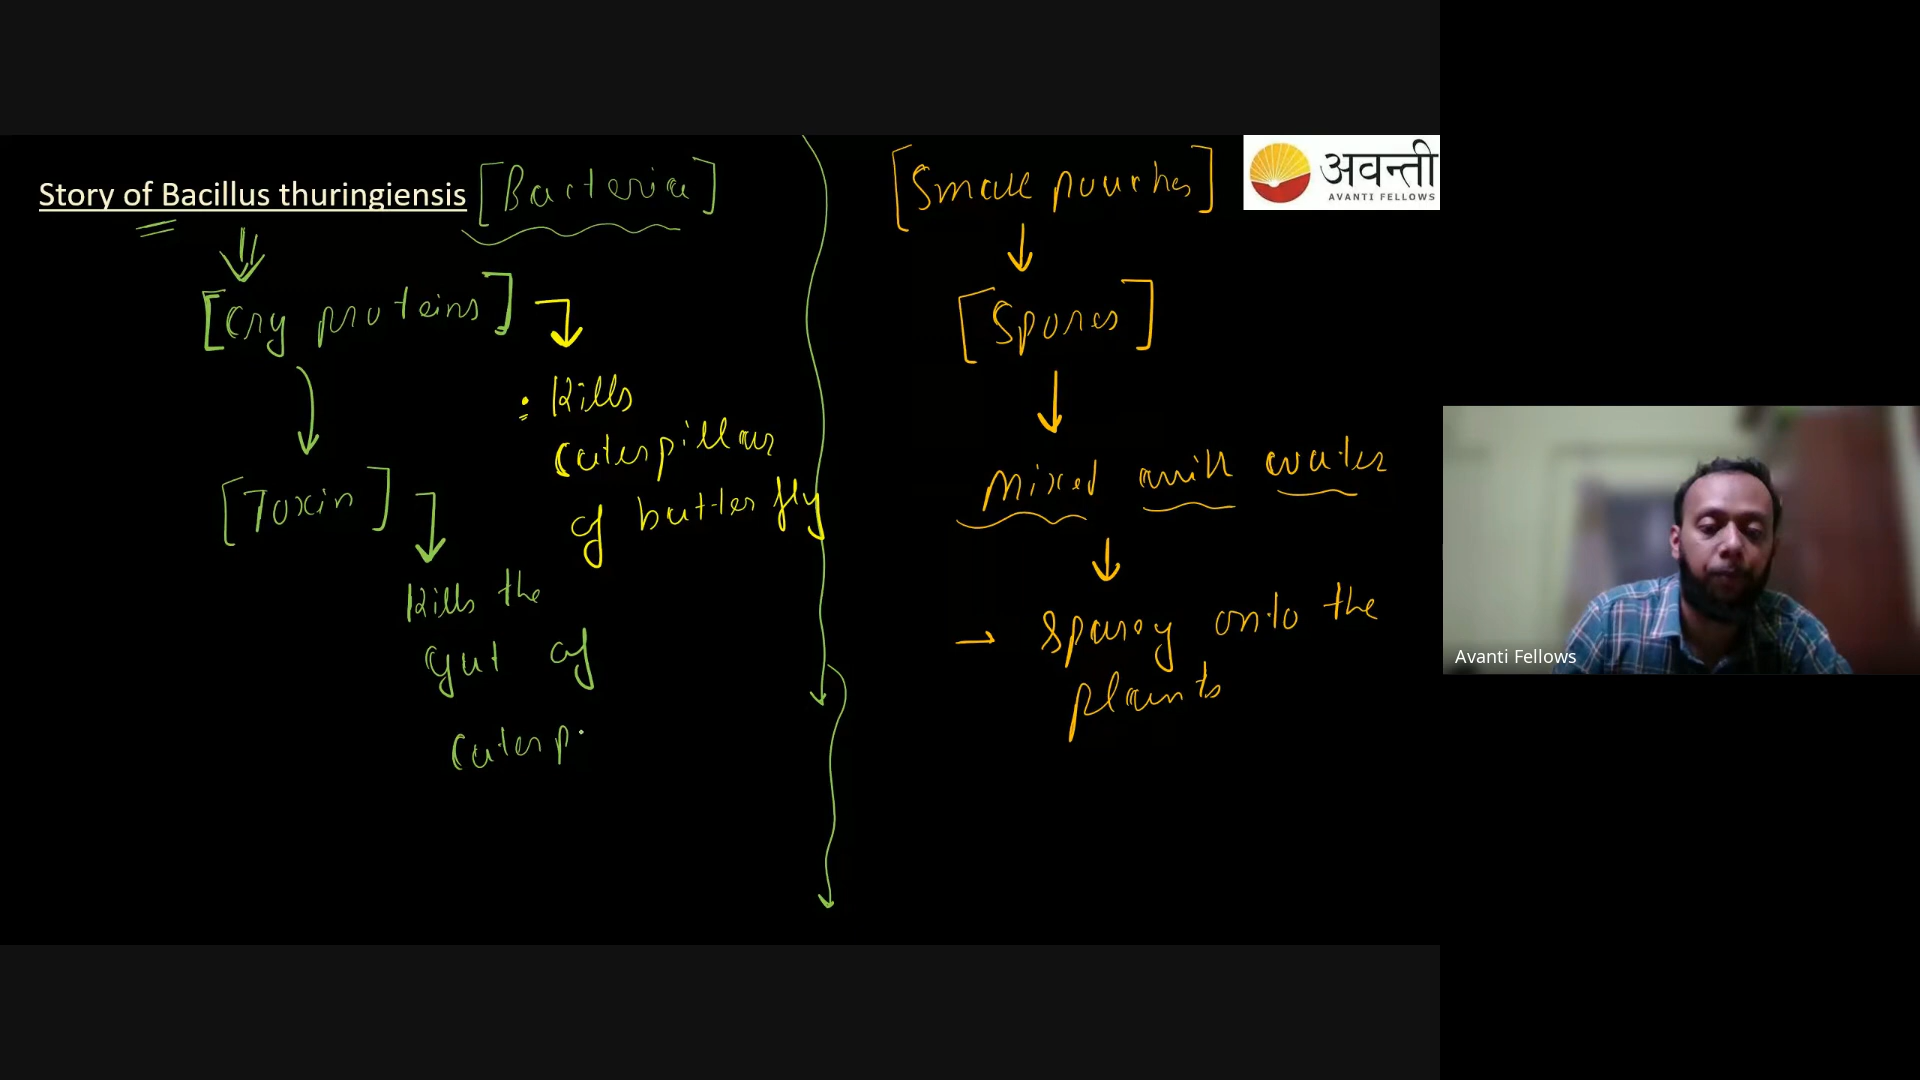 Story of Bacillus thuringiensis [Bacteria]
[Cry proteins]
: Kills
Caterpillar
of butterfly
[Toxin]
Kills the
gut of
Caterp
[Small pouches]
[Spores]
Mixed with water
→ Sparay onto the
plants
अवन्ती
AVANTI FELLOWS
Avanti Fellows